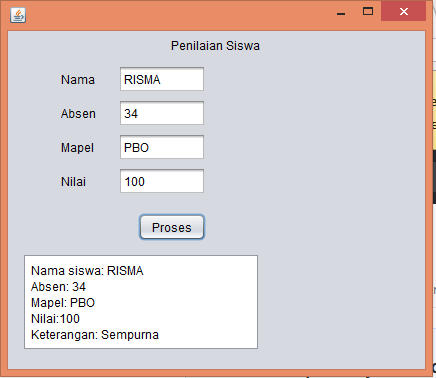 Penilaian Siswa
Nama RISMA
Absen 34
Mapel PBO
Nilai 100
Proses
Nama siswa: RISMA
Absen: 34
Mapel: PBO
Nilai:100
Keterangan: Sempurna